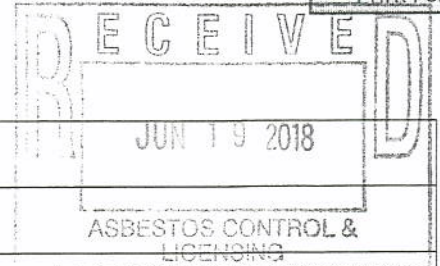 RECEIVED
JUN 19 2018
ASBESTOS CONTROL &
LICENSING